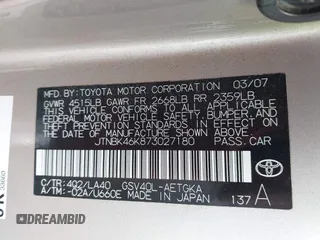 MFD. BY: TOYOTA MOTOR CORPORATION 03/07
GVWR 4515LB GAWR FR 2668LB RR 2359LB
THIS VEHICLE CONFORMS TO ALL APPLICABLE
FEDERAL MOTOR VEHICLE SAFETY, BUMPER, AND
THEFT PREVENTION STANDARDS IN EFFECT ON
THE DATE OF MANUFACTURE SHOWN ABOVE.
JTNBK46K873027180 PASS.CAR
C/TR:4Q2/LA40 GSV40L-AETGKA
A/TM:-02A/U660E MADE IN JAPAN
TOYOTA
137 A
DREAMBID